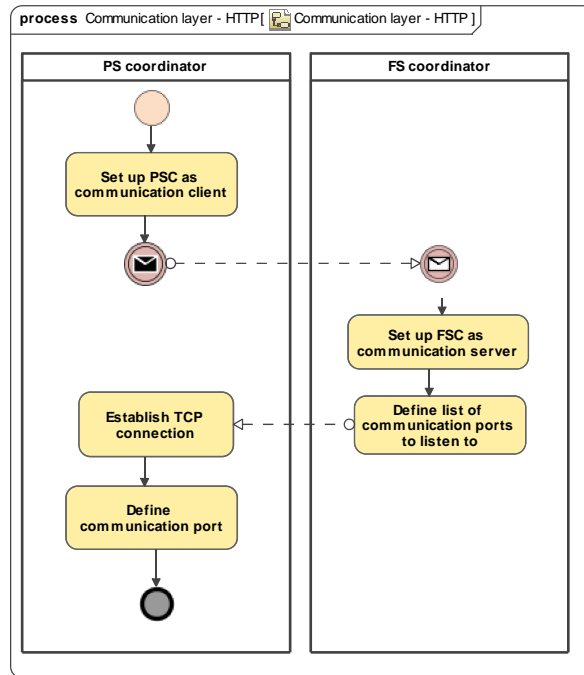 process Communication layer - HTTP[ Communication layer - HTTP ]
PS coordinator
FS coordinator
Set up PSC as
communication client
Set up FSC as
communication server
Define list of
communication ports
to listen to
Establish TCP
connection
Define
communication port